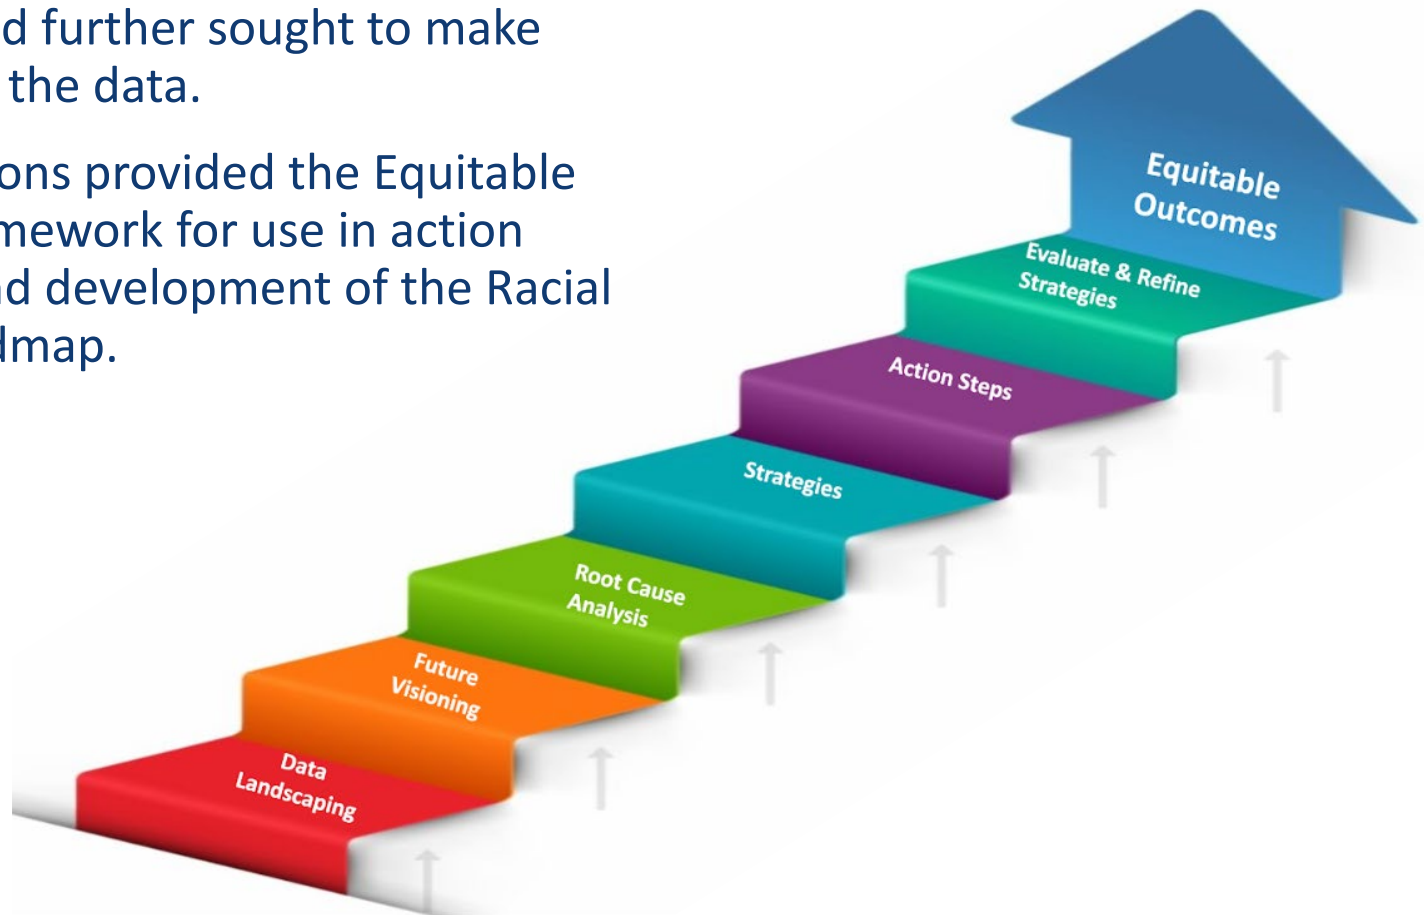 d further sought to make
the data.
ons provided the Equitable
mework for use in action
d development of the Racial
dmap.
Equitable
Outcomes
Evaluate & Refine
Strategies
Action Steps
Strategies
Root Cause
Analysis
Future
Visioning
Data
Landscaping